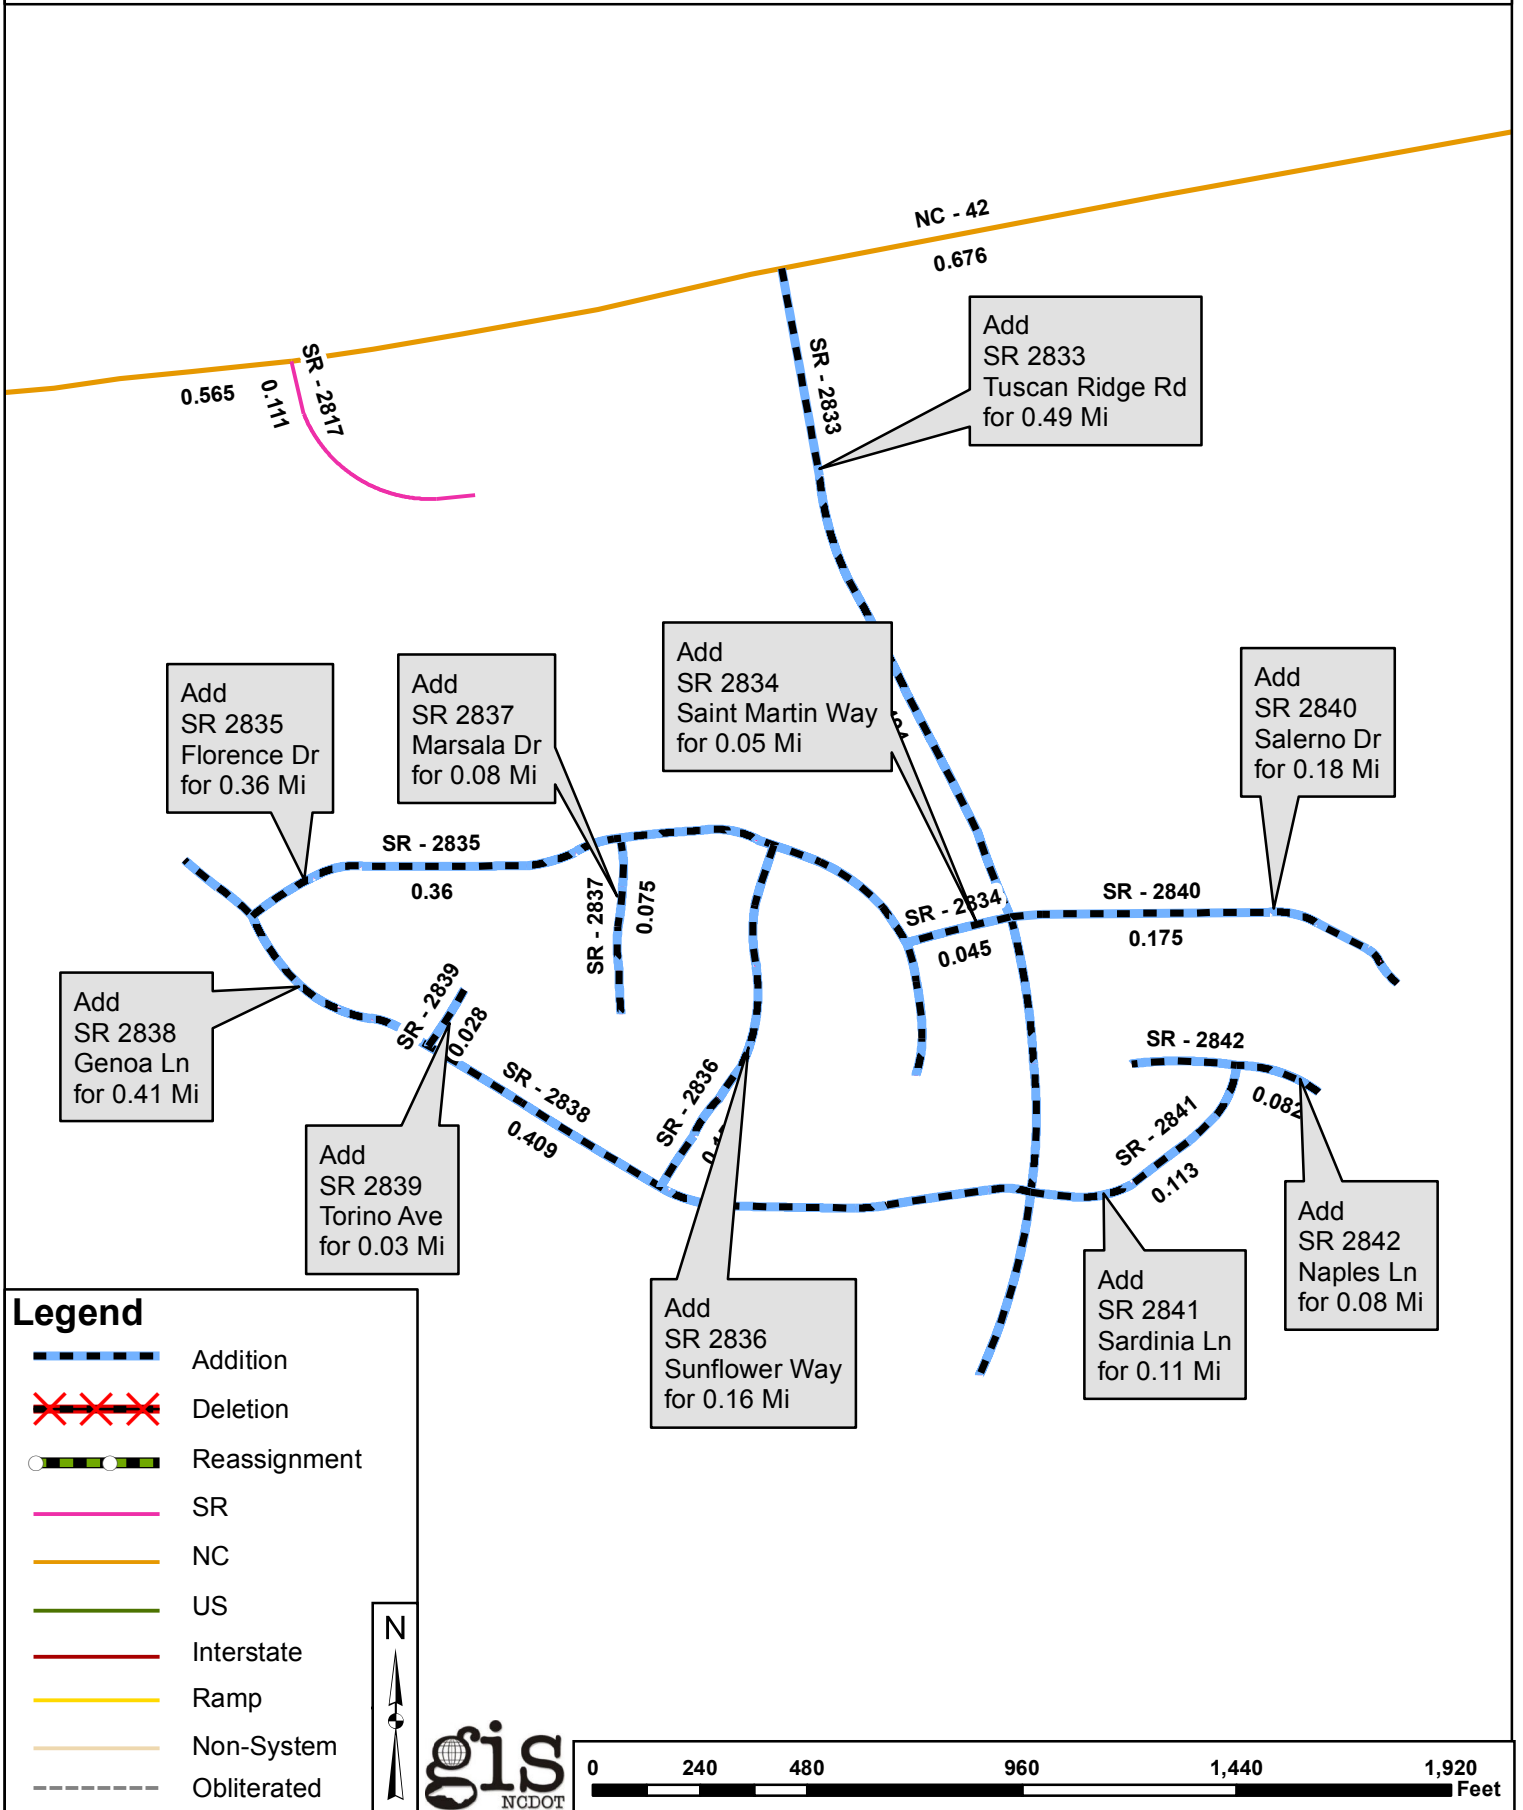 NC - 42
0.676
SR - 2817
0.565
0.111
SR - 2833
Add
SR 2833
Tuscan Ridge Rd
for 0.49 Mi
Add
SR 2834
Saint Martin Way
for 0.05 Mi
Add
SR 2835
Florence Dr
for 0.36 Mi
Add
SR 2837
Marsala Dr
for 0.08 Mi
Add
SR 2840
Salerno Dr
for 0.18 Mi
SR - 2835
0.36
SR - 2837
0.075
SR - 2834
0.045
SR - 2840
0.175
Add
SR 2838
Genoa Ln
for 0.41 Mi
SR - 2839
0.028
SR - 2838
0.409
SR - 2836
SR - 2842
0.082
SR - 2841
0.113
Add
SR 2839
Torino Ave
for 0.03 Mi
Add
SR 2842
Naples Ln
for 0.08 Mi
Add
SR 2841
Sardinia Ln
for 0.11 Mi
Add
SR 2836
Sunflower Way
for 0.16 Mi
Legend
Addition
Deletion
Reassignment
SR
NC
US
Interstate
Ramp
Non-System
Obliterated
N
gis
NCDOT
0 240 480 960 1,440 1,920
Feet